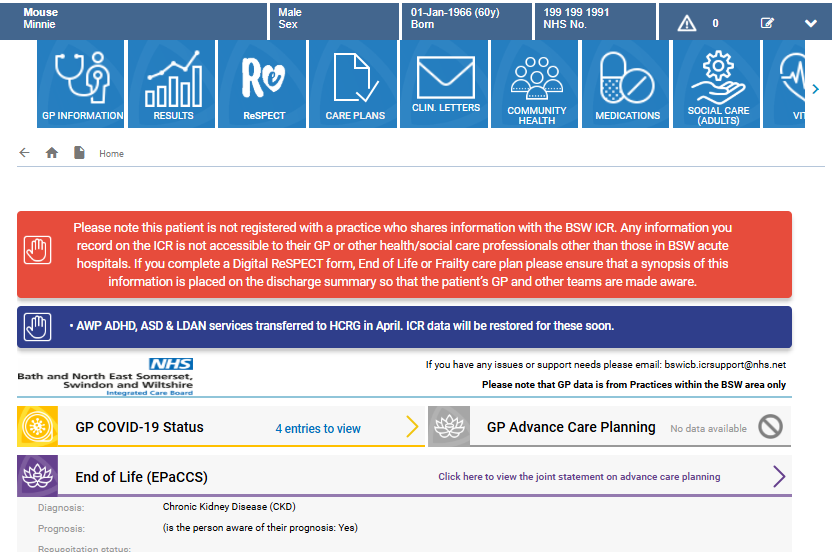 Mouse
Minnie
Male
Sex
01-Jan-1966 (60y)
Born
199 199 1991
NHS No.
0
GP INFORMATION
RESULTS
ReSPECT
CARE PLANS
CLIN. LETTERS
COMMUNITY
HEALTH
MEDICATIONS
SOCIAL CARE
(ADULTS)
VIT
Home
Please note this patient is not registered with a practice who shares information with the BSW ICR. Any information you
record on the ICR is not accessible to their GP or other health/social care professionals other than those in BSW acute
hospitals. If you complete a Digital ReSPECT form, End of Life or Frailty care plan please ensure that a synopsis of this
information is placed on the discharge summary so that the patient's GP and other teams are made aware.
• AWP ADHD, ASD & LDAN services transferred to HCRG in April. ICR data will be restored for these soon.
NHS
Bath and North East Somerset,
Swindon and Wiltshire
Integrated Care Board
If you have any issues or support needs please email: bswicb.icrsupport@nhs.net
Please note that GP data is from Practices within the BSW area only
GP COVID-19 Status
4 entries to view
GP Advance Care Planning
No data available
End of Life (EPaCCS)
Click here to view the joint statement on advance care planning
Diagnosis:
Chronic Kidney Disease (CKD)
Prognosis:
(is the person aware of their prognosis: Yes)
Resuscitation status: